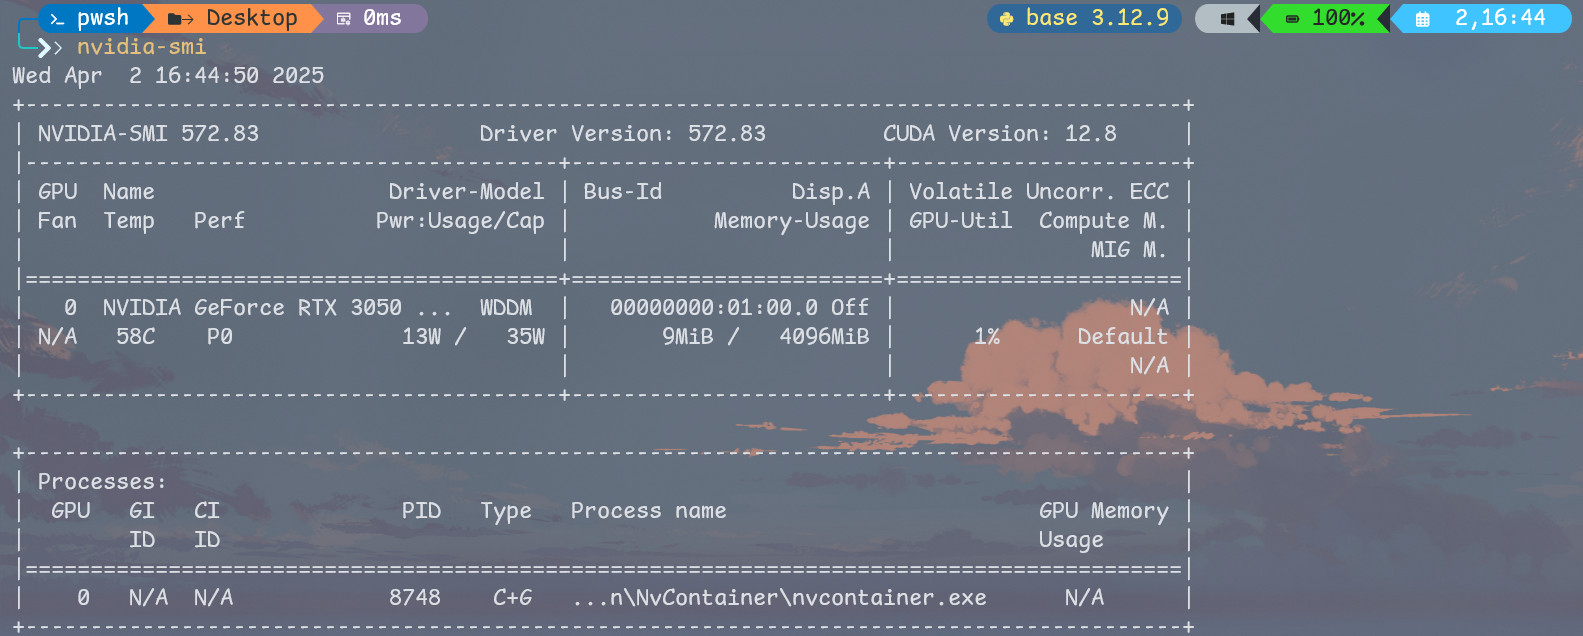 pwsh Desktop 0ms base 3.12.9 100% 2,16:44
nvidia-smi
Wed Apr  2 16:44:50 2025
+-----------------------------------------------------------------------------------------+
| NVIDIA-SMI 572.83                 Driver Version: 572.83         CUDA Version: 12.8     |
|-----------------------------------------+------------------------+----------------------+
| GPU  Name                  Driver-Model | Bus-Id          Disp.A | Volatile Uncorr. ECC |
| Fan  Temp   Perf          Pwr:Usage/Cap |           Memory-Usage | GPU-Util  Compute M. |
|                                         |                        |               MIG M. |
|=========================================+========================+======================|
|   0  NVIDIA GeForce RTX 3050 ...  WDDM  |   00000000:01:00.0 Off |                  N/A |
| N/A   58C    P0             13W /   35W |       9MiB /   4096MiB |      1%      Default |
|                                         |                        |                  N/A |
+-----------------------------------------+------------------------+----------------------+
+-----------------------------------------------------------------------------------------+
| Processes:                                                                              |
|  GPU   GI   CI              PID   Type   Process name                        GPU Memory |
|        ID   ID                                                               Usage      |
|=========================================================================================|
|    0   N/A  N/A            8748    C+G   ...n\NvContainer\nvcontainer.exe      N/A      |
+-----------------------------------------------------------------------------------------+